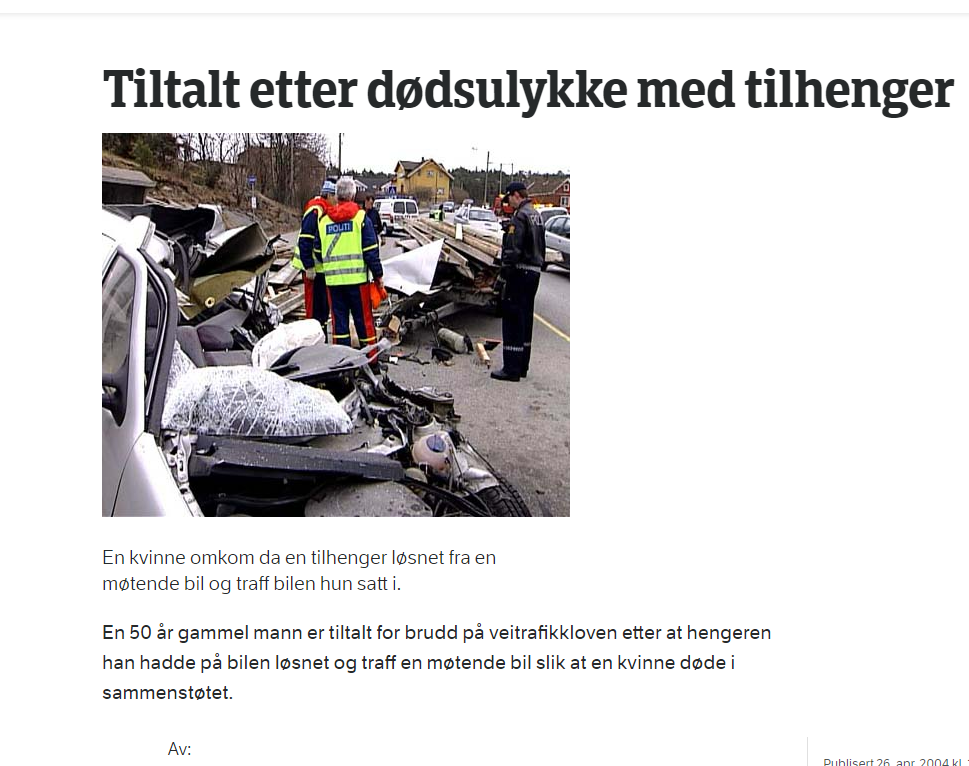 Tiltalt etter dødsulykke med tilhenger
POLITI
En kvinne omkom da en tilhenger løsnet fra en
møtende bil og traff bilen hun satt i.
En 50 år gammel mann er tiltalt for brudd på veitrafikkloven etter at hengeren
han hadde på bilen løsnet og traff en møtende bil slik at en kvinne døde i
sammenstøtet.
Av:
Publisert 26. apr. 2004 kl.